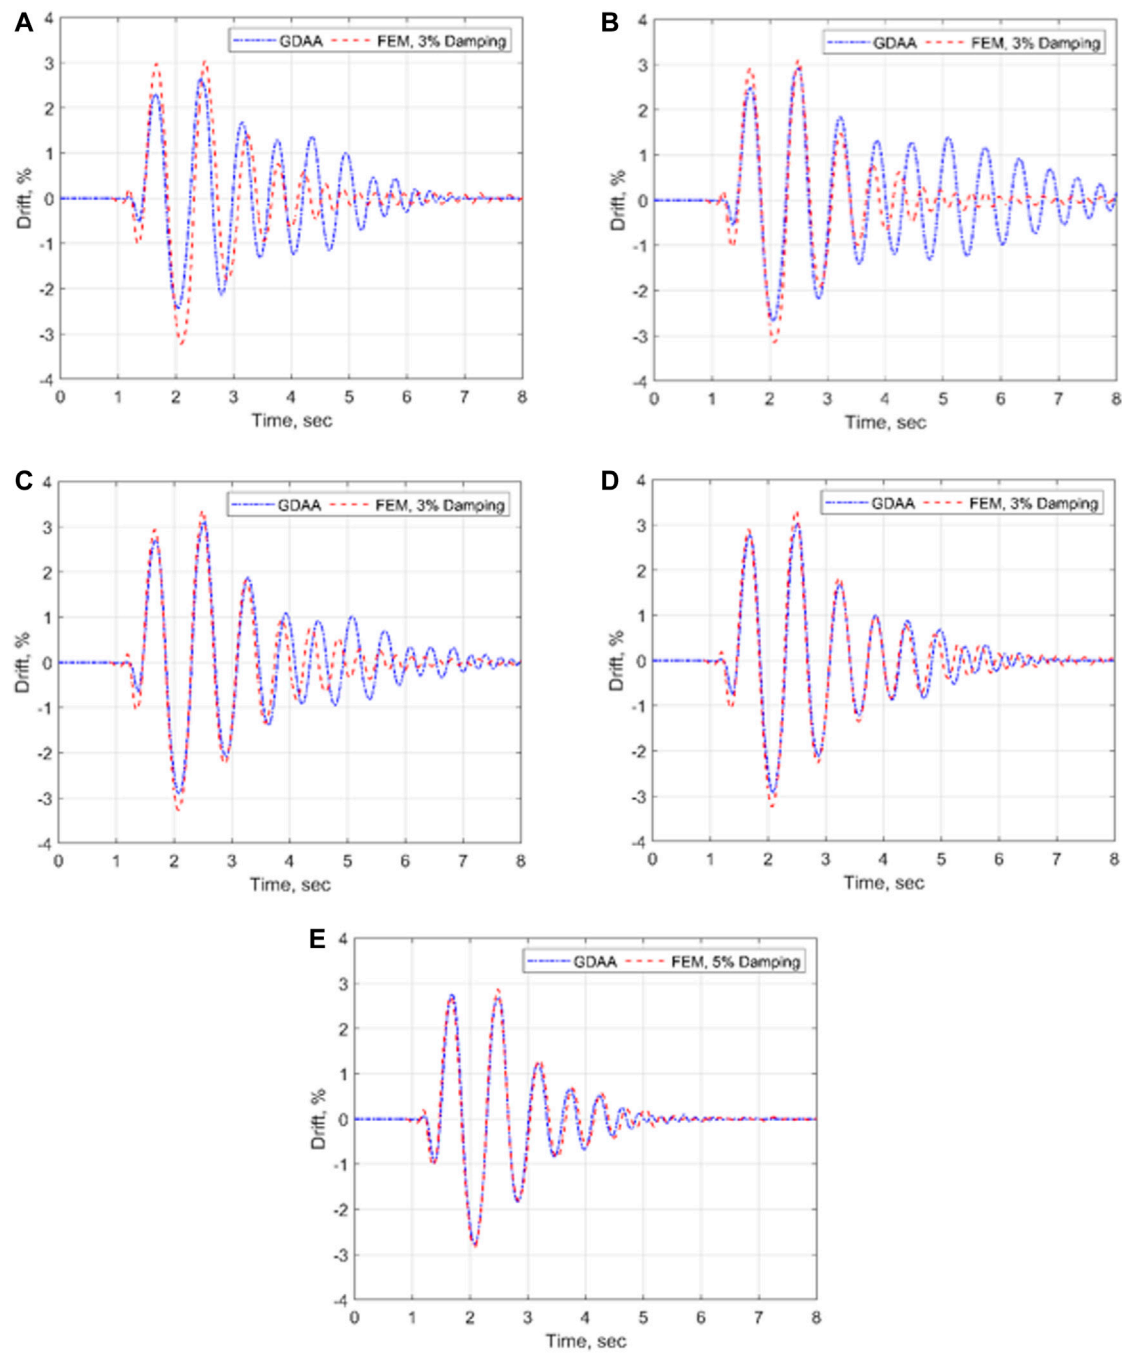 A
GDAA FEM, 3% Damping
4
3
2
1
0
-1
-2
-3
-4
Drift, %
0 1 2 3 4 5 6 7 8
Time, sec
B
GDAA FEM, 3% Damping
4
3
2
1
0
-1
-2
-3
-4
Drift, %
0 1 2 3 4 5 6 7 8
Time, sec
C
GDAA FEM, 3% Damping
4
3
2
1
0
-1
-2
-3
-4
Drift, %
0 1 2 3 4 5 6 7 8
Time, sec
D
GDAA FEM, 3% Damping
4
3
2
1
0
-1
-2
-3
-4
Drift, %
0 1 2 3 4 5 6 7 8
Time, sec
E
GDAA FEM, 5% Damping
4
3
2
1
0
-1
-2
-3
-4
Drift, %
0 1 2 3 4 5 6 7 8
Time, sec